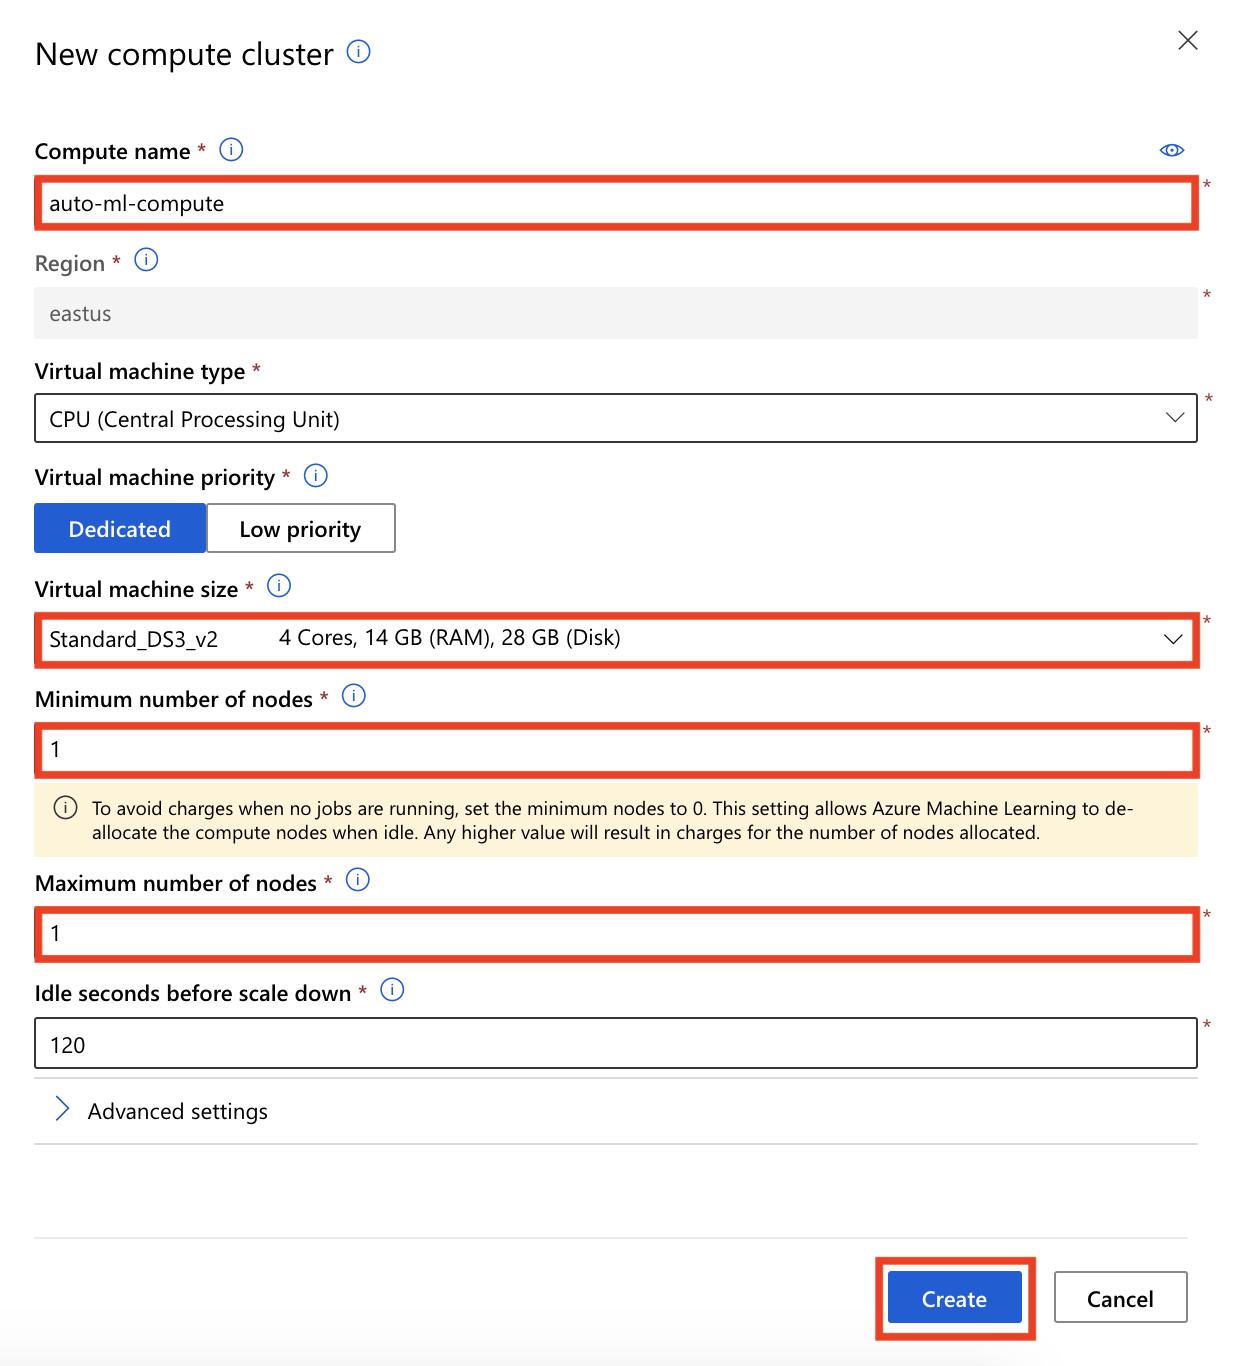 New compute cluster
Compute name *
auto-ml-compute *
Region *
eastus *
Virtual machine type *
CPU (Central Processing Unit) *
Virtual machine priority *
Dedicated Low priority
Virtual machine size *
Standard_DS3_v2 4 Cores, 14 GB (RAM), 28 GB (Disk) *
Minimum number of nodes *
1 *
To avoid charges when no jobs are running, set the minimum nodes to 0. This setting allows Azure Machine Learning to de-
allocate the compute nodes when idle. Any higher value will result in charges for the number of nodes allocated.
Maximum number of nodes *
1 *
Idle seconds before scale down *
120 *
Advanced settings
Create Cancel